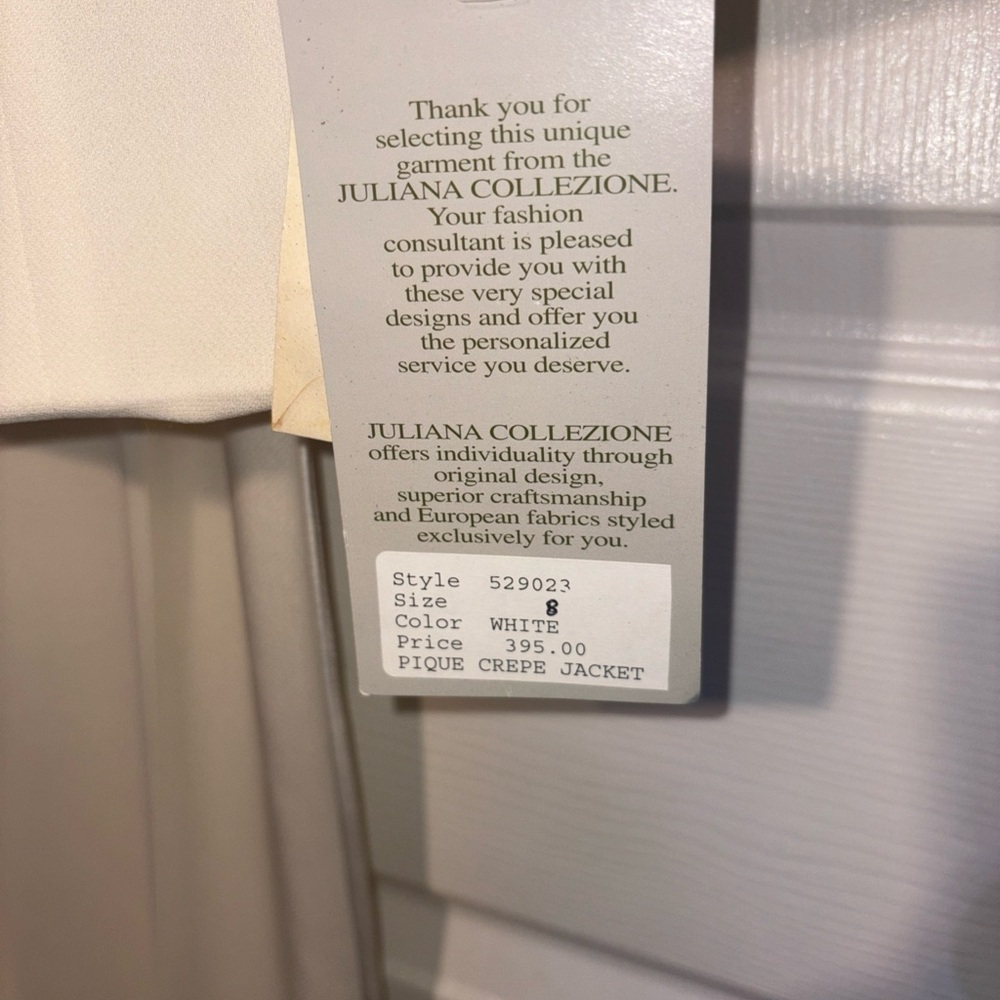 Thank you for
selecting this unique
garment from the
JULIANA COLLEZIONE.
Your fashion
consultant is pleased
to provide you with
these very special
designs and offer you
the personalized
service you deserve.
JULIANA COLLEZIONE
offers individuality through
original design,
superior craftsmanship
and European fabrics styled
exclusively for you.
Style 529023
Size 8
Color WHITE
Price 395.00
PIQUE CREPE JACKET